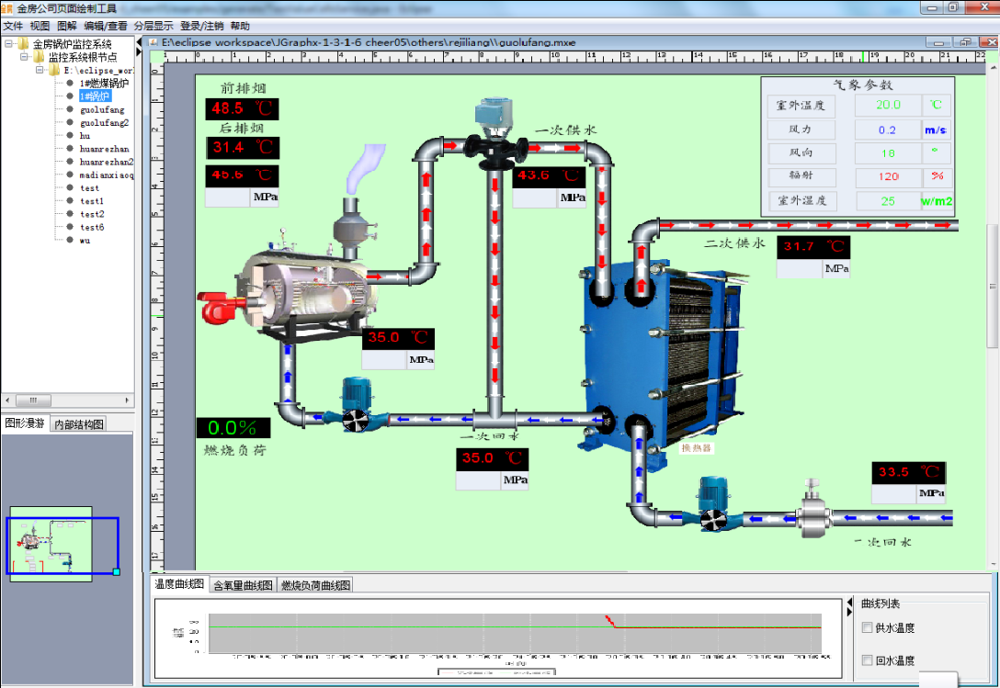 金房公司页面绘制工具
文件 视图 图解 编辑/查看 分层显示 登录/注销 帮助
金房锅炉监控系统
监控系统根节点
E:\eclipse_wor
1#燃煤锅炉
1#锅炉
guolufang
guolufang2
hu
huanrezhan
huanrezhan2
madianxiaoq
test
test1
test2
test6
wu
图形漫游 内部结构图
E:\eclipse workspace\JGraphx-1-3-1-6 cheer05\others\rejiliang\\guolufang.mxe
前排烟
48.5 ℃
后排烟
31.4 ℃
45.6 ℃
MPa
一次供水
43.6 ℃
MPa
气象参数
室外温度 20.0 ℃
风力 0.2 m/s
风向 18 °
辐射 120 %
室外湿度 25 w/m2
二次供水
31.7 ℃
MPa
35.0 ℃
MPa
0.0%
燃烧负荷
一次回水
35.0 ℃
MPa
换热器
33.5 ℃
MPa
二次回水
温度曲线图 含氧量曲线图 燃烧负荷曲线图
曲线列表
供水温度
回水温度